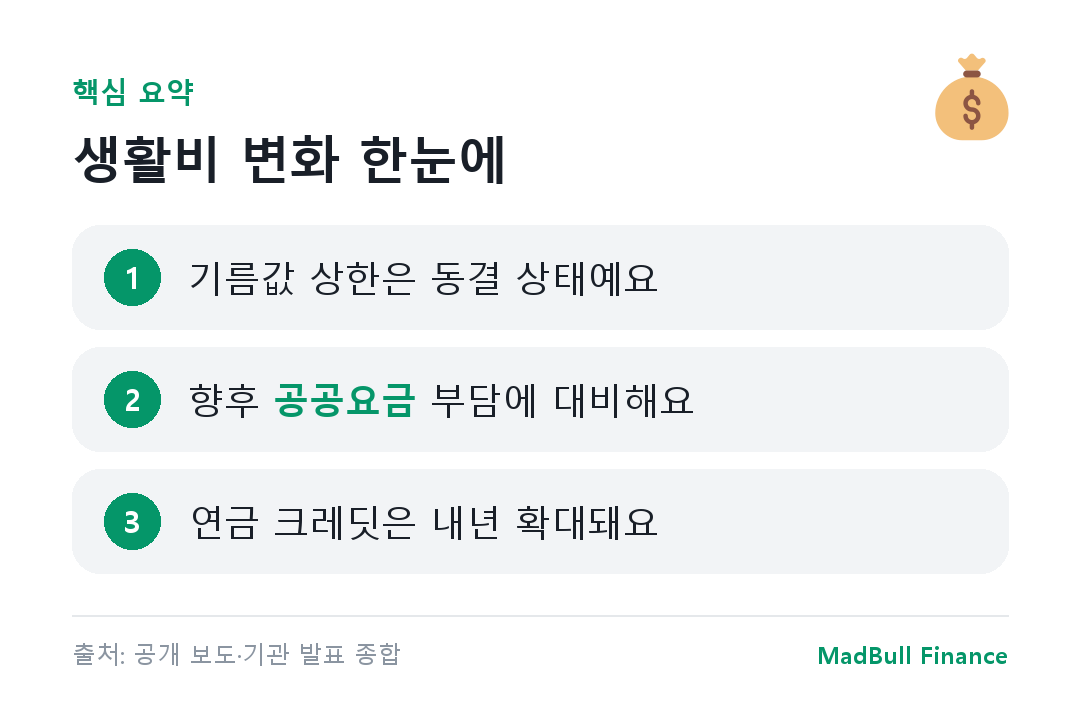 핵심 요약
생활비 변화 한눈에
1 기름값 상한은 동결 상태예요
2 향후 공공요금 부담에 대비해요
3 연금 크레딧은 내년 확대돼요
출처: 공개 보도·기관 발표 종합
MadBull Finance
$